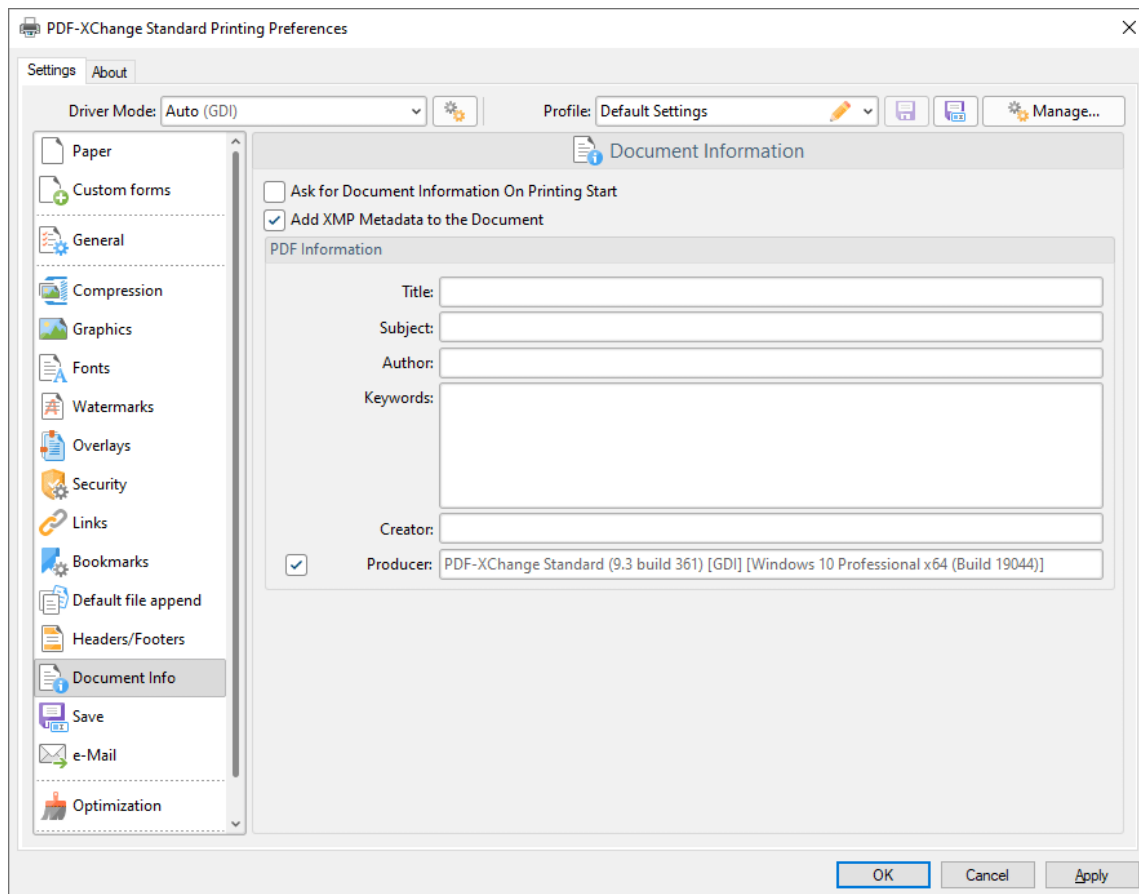 PDF-XChange Standard Printing Preferences
Settings
About
Driver Mode: Auto (GDI)
Profile: Default Settings
Manage...
Paper
Custom forms
General
Compression
Graphics
Fonts
Watermarks
Overlays
Security
Links
Bookmarks
Default file append
Headers/Footers
Document Info
Save
e-Mail
Optimization
Document Information
Ask for Document Information On Printing Start
Add XMP Metadata to the Document
PDF Information
Title:
Subject:
Author:
Keywords:
Creator:
Producer: PDF-XChange Standard (9.3 build 361) [GDI] [Windows 10 Professional x64 (Build 19044)]
OK
Cancel
Apply